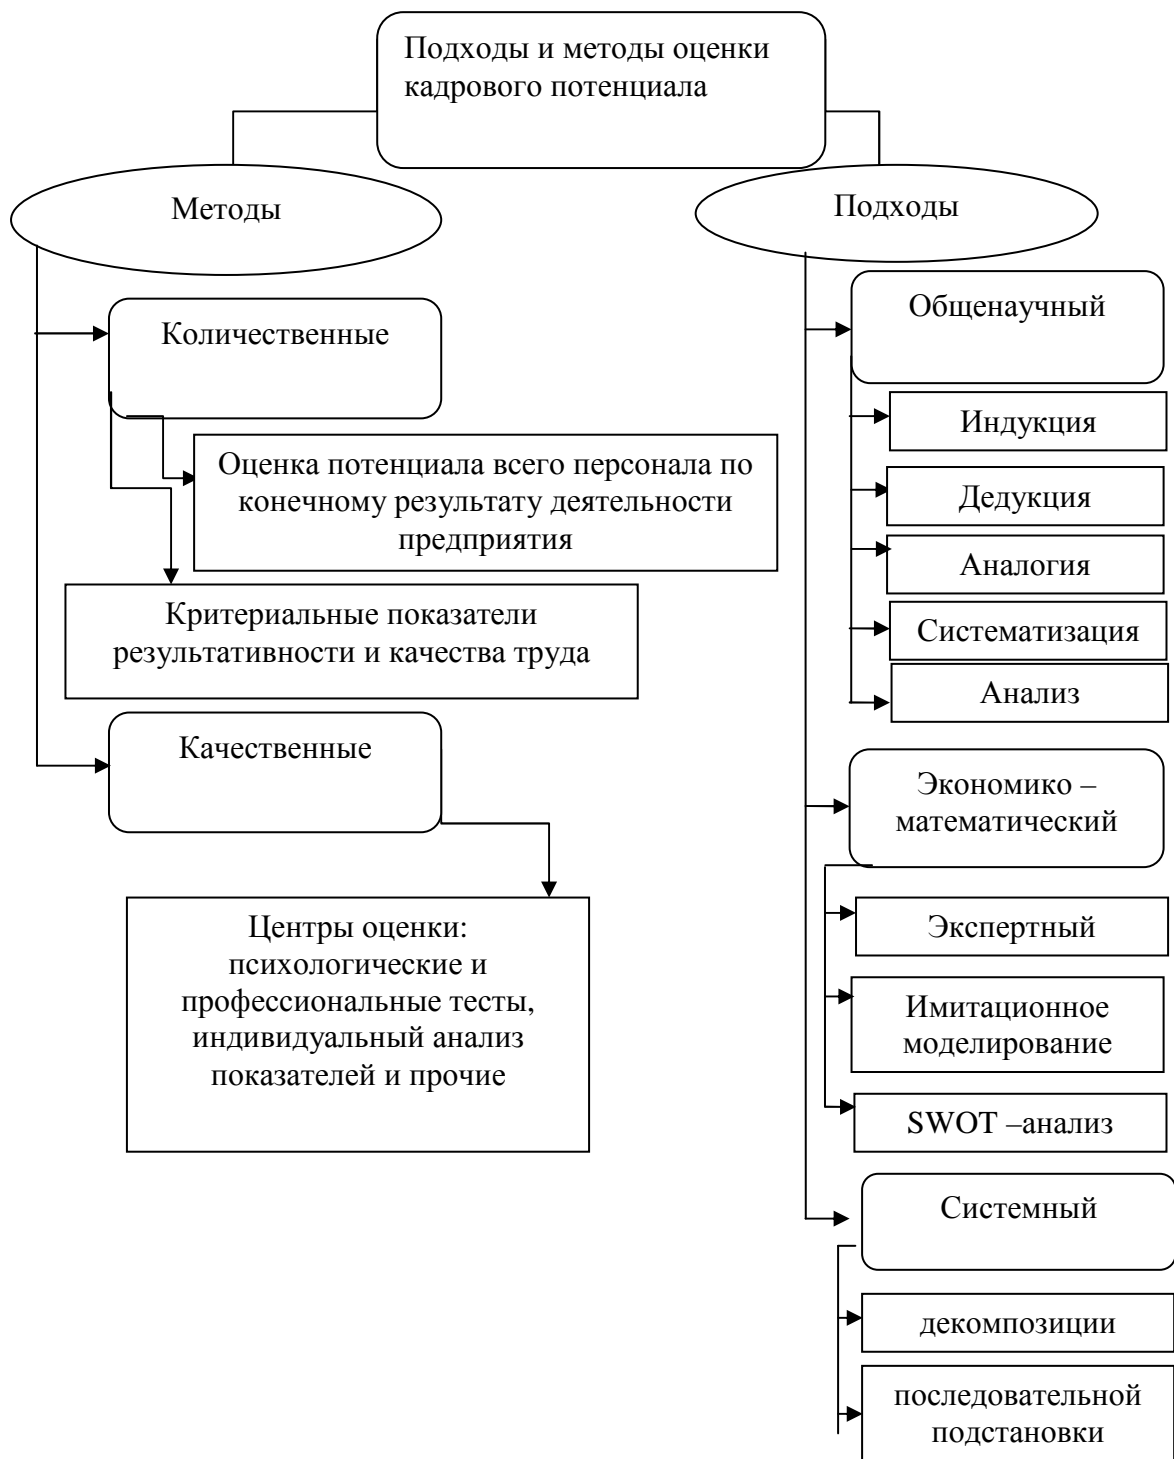 Подходы и методы оценки
кадрового потенциала
Методы
Подходы
Количественные
Оценка потенциала всего персонала по
конечному результату деятельности
предприятия
Критериальные показатели
результативности и качества труда
Качественные
Центры оценки:
психологические и
профессиональные тесты,
индивидуальный анализ
показателей и прочие
Общенаучный
Индукция
Дедукция
Аналогия
Систематизация
Анализ
Экономико –
математический
Экспертный
Имитационное
моделирование
SWOT –анализ
Системный
декомпозиции
последовательной
подстановки